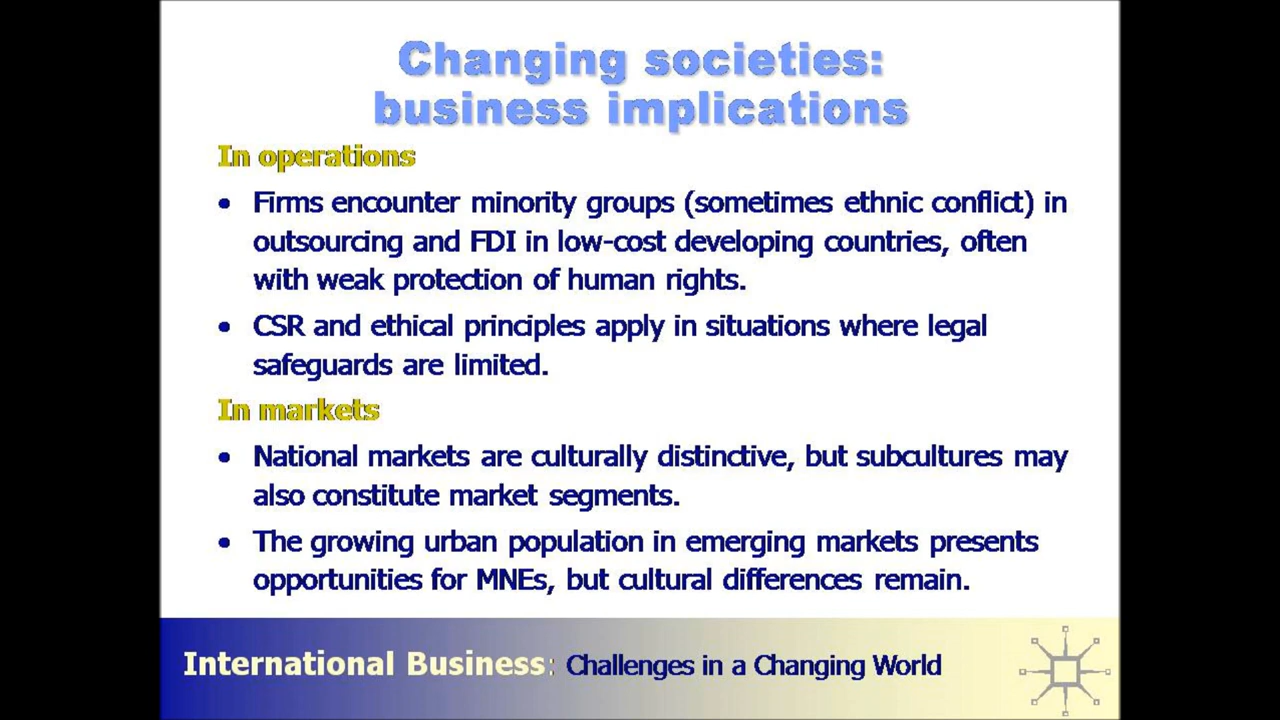 Changing societies:
business implications
In operations
• Firms encounter minority groups (sometimes ethnic conflict) in
outsourcing and FDI in low-cost developing countries, often
with weak protection of human rights.
• CSR and ethical principles apply in situations where legal
safeguards are limited.
In markets
• National markets are culturally distinctive, but subcultures may
also constitute market segments.
• The growing urban population in emerging markets presents
opportunities for MNEs, but cultural differences remain.
International Business: Challenges in a Changing World